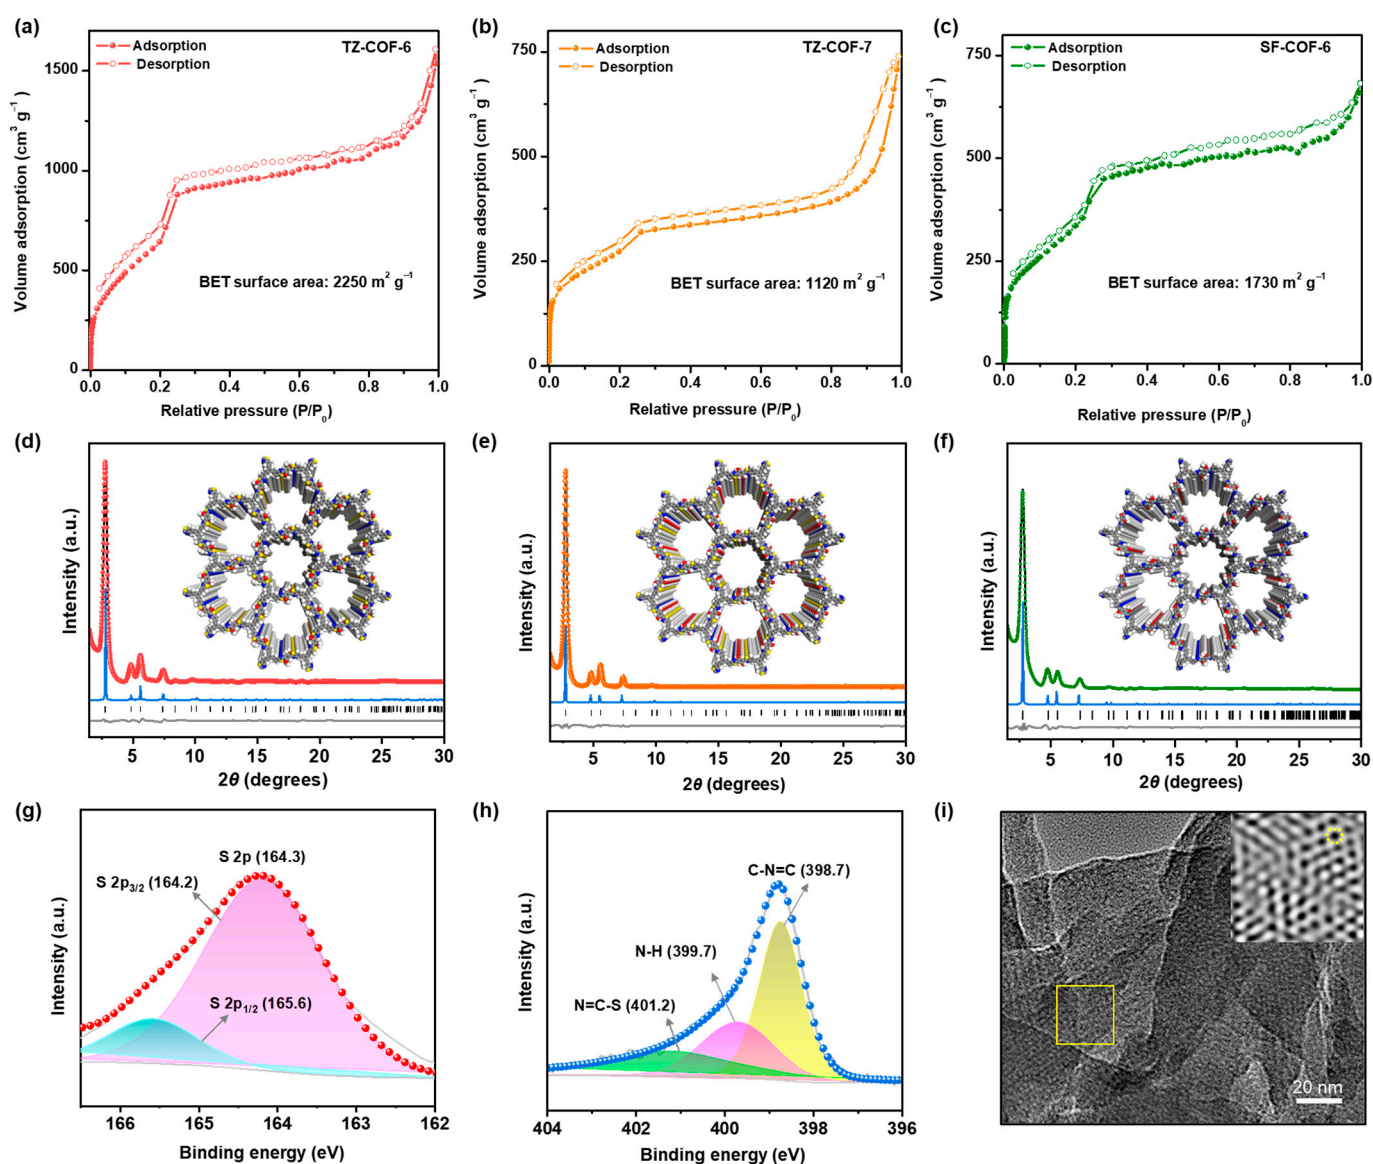 (a)
TZ-COF-6
Adsorption
Desorption
Volume adsorption (cm³ g⁻¹)
1500
1000
500
0
BET surface area: 2250 m² g⁻¹
0.0 0.2 0.4 0.6 0.8 1.0
Relative pressure (P/P₀)
(b)
TZ-COF-7
Adsorption
Desorption
Volume adsorption (cm³ g⁻¹)
750
500
250
0
BET surface area: 1120 m² g⁻¹
0.0 0.2 0.4 0.6 0.8 1.0
Relative pressure (P/P₀)
(c)
SF-COF-6
Adsorption
Desorption
Volume adsorption (cm³ g⁻¹)
750
500
250
0
BET surface area: 1730 m² g⁻¹
0.0 0.2 0.4 0.6 0.8 1.0
Relative pressure (P/P₀)
(d)
Intensity (a.u.)
5 10 15 20 25 30
2θ (degrees)
(e)
Intensity (a.u.)
5 10 15 20 25 30
2θ (degrees)
(f)
Intensity (a.u.)
5 10 15 20 25 30
2θ (degrees)
(g)
S 2p (164.3)
S 2p₃/₂ (164.2)
S 2p₁/₂ (165.6)
Intensity (a.u.)
166 165 164 163 162
Binding energy (eV)
(h)
C-N=C (398.7)
N-H (399.7)
N=C-S (401.2)
Intensity (a.u.)
404 402 400 398 396
Binding energy (eV)
(i)
20 nm